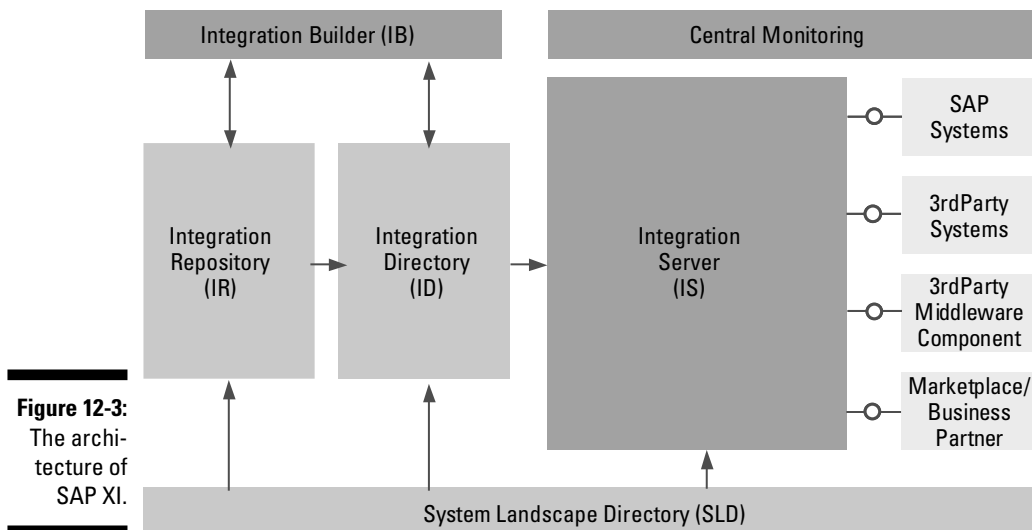 Integration Builder (IB)
Central Monitoring
Integration
Repository
(IR)
Integration
Directory
(ID)
Integration
Server
(IS)
SAP
Systems
3rdParty
Systems
3rdParty
Middleware
Component
Marketplace/
Business
Partner
System Landscape Directory (SLD)
Figure 12-3:
The archi-
tecture of
SAP XI.